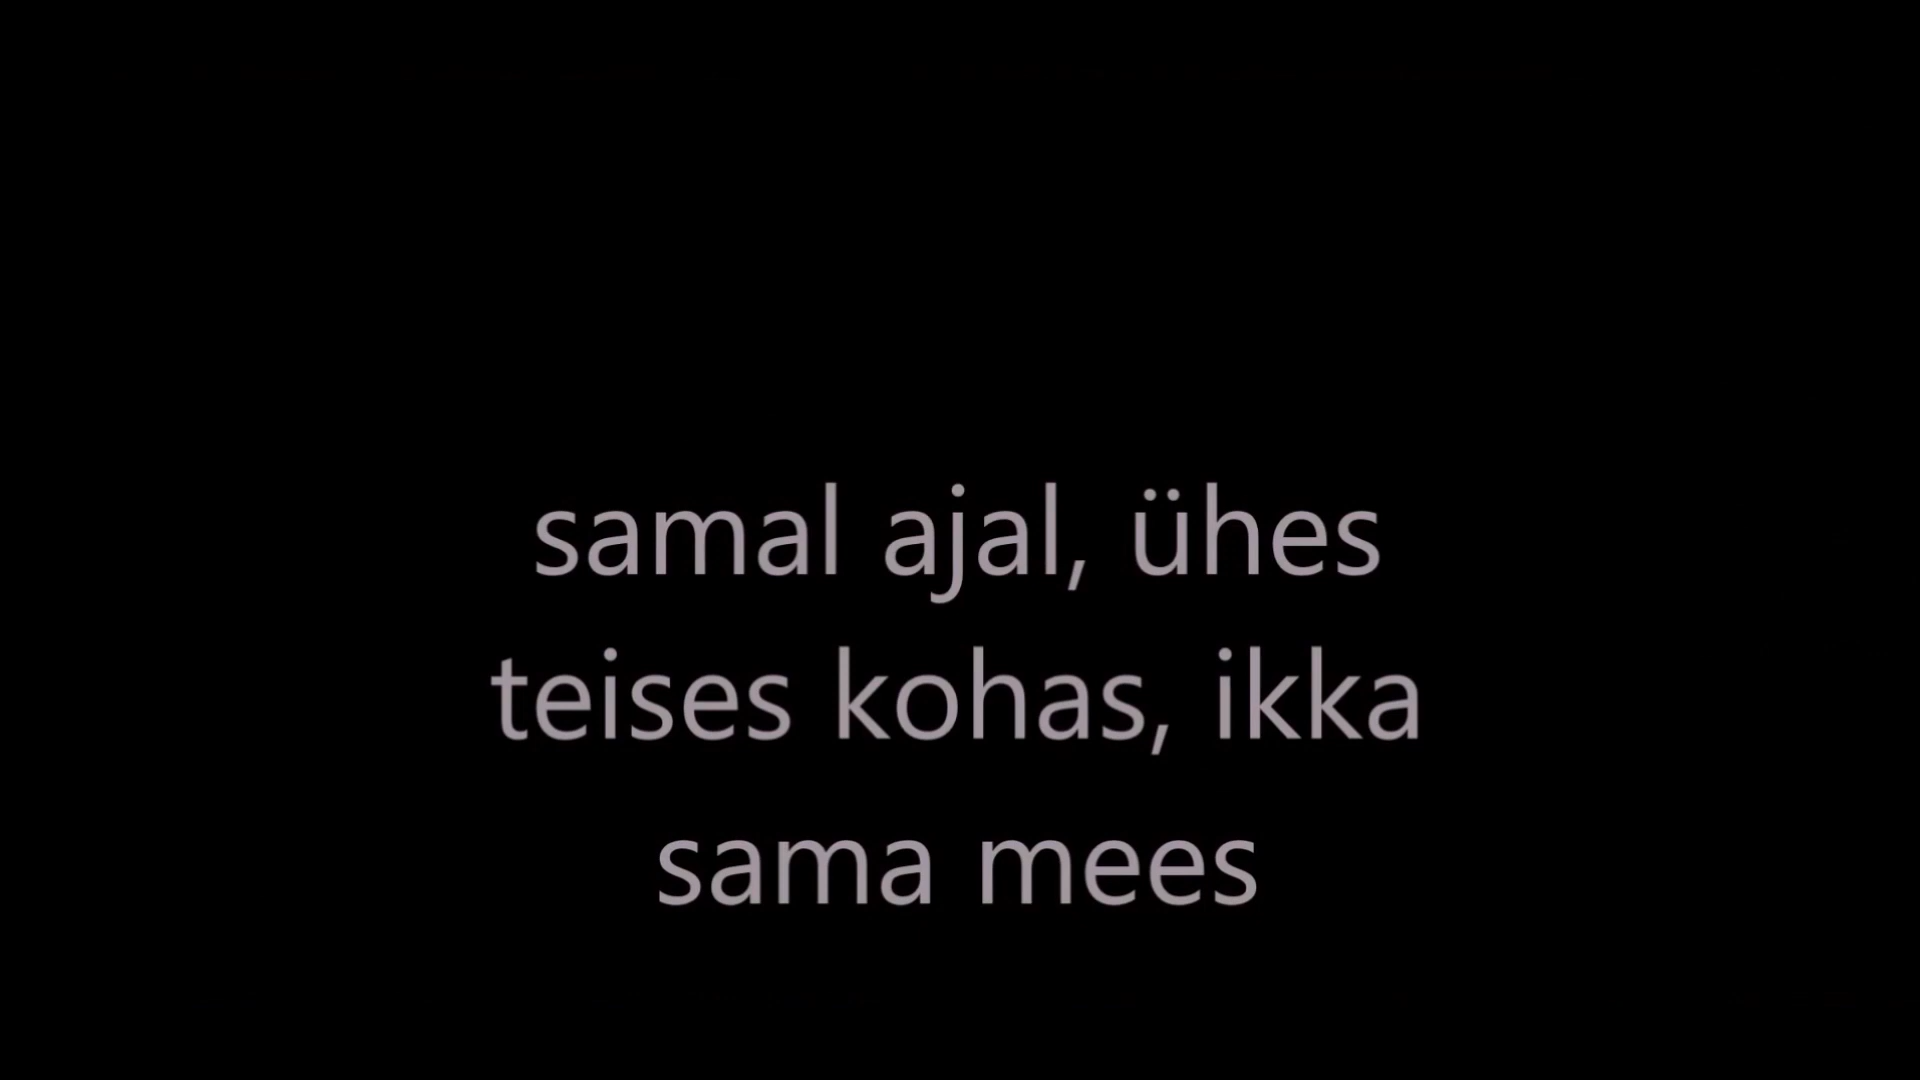 samal ajal, ühes
teises kohas, ikka
sama mees